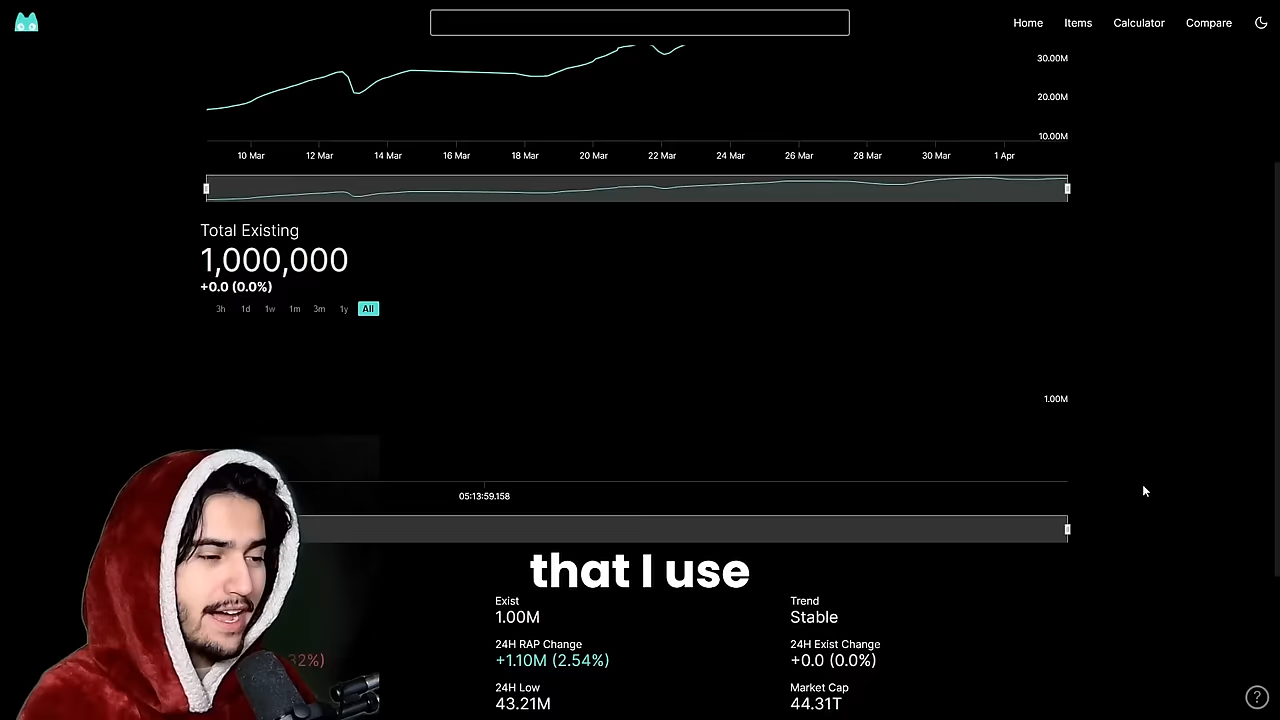 Home Items Calculator Compare
30.00M
20.00M
10.00M
10 Mar 12 Mar 14 Mar 16 Mar 18 Mar 20 Mar 22 Mar 24 Mar 26 Mar 28 Mar 30 Mar 1 Apr
Total Existing
1,000,000
+0.0 (0.0%)
3h 1d 1w 1m 3m 1y All
1.00M
05:13:59.158
that I use
Exist Trend
1.00M Stable
24H RAP Change 24H Exist Change
32%) +1.10M (2.54%) +0.0 (0.0%)
24H Low Market Cap
43.21M 44.31T
?